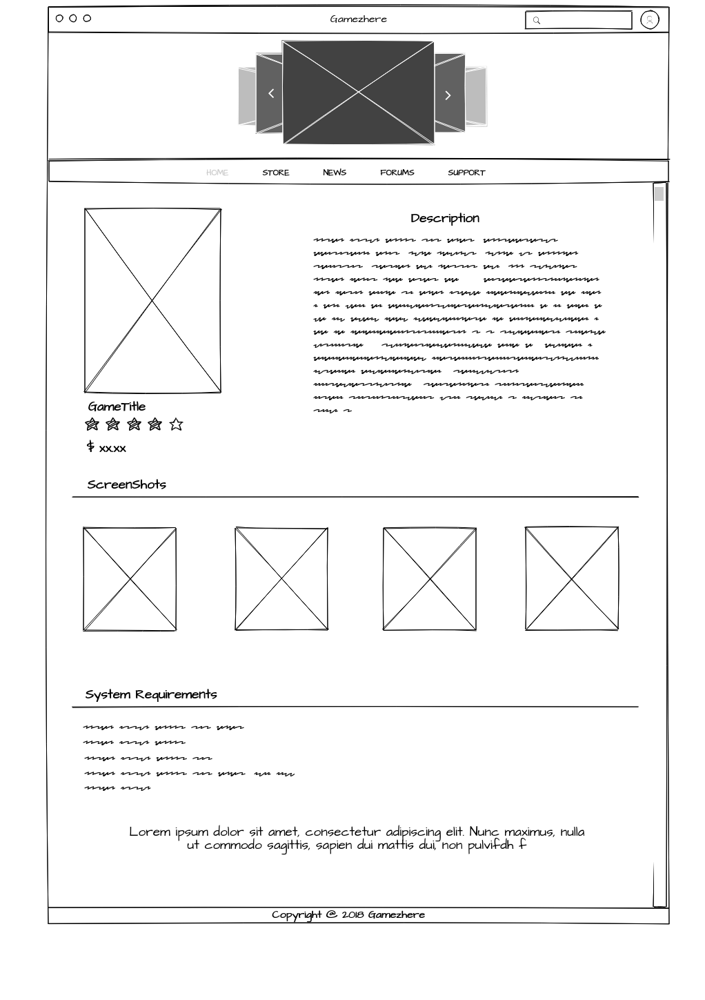 Gamezhere
HOME STORE NEWS FORUMS SUPPORT
Description
GameTitle
$ xx.xx
ScreenShots
System Requirements
Lorem ipsum dolor sit amet, consectetur adipiscing elit. Nunc maximus, nulla
ut commodo sagittis, sapien dui mattis dui, non pulvifdh f
Copyright @ 2018 Gamezhere